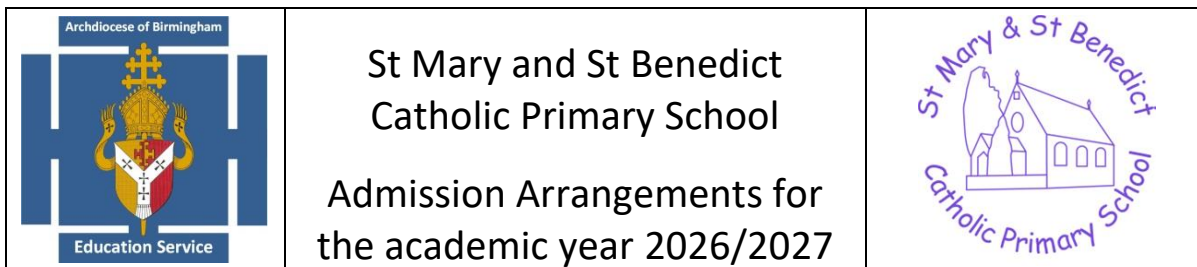 Archdiocese of Birmingham
Education Service
St Mary and St Benedict
Catholic Primary School
Admission Arrangements for
the academic year 2026/2027
St Mary & St Benedict
Catholic Primary School